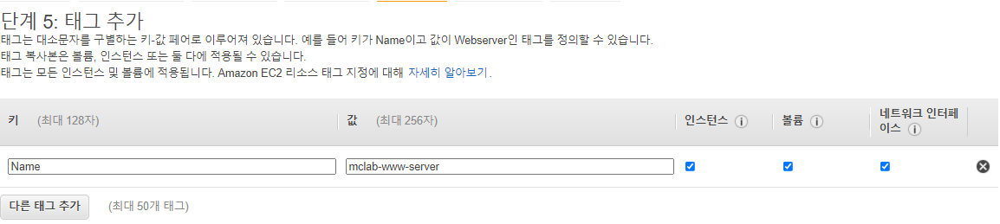 단계 5: 태그 추가
태그는 대소문자를 구별하는 키-값 페어로 이루어져 있습니다. 예를 들어 키가 Name이고 값이 Webserver인 태그를 정의할 수 있습니다.
태그 복사본은 볼륨, 인스턴스 또는 둘 다에 적용될 수 있습니다.
태그는 모든 인스턴스 및 볼륨에 적용됩니다. Amazon EC2 리소스 태그 지정에 대해 자세히 알아보기.
키 (최대 128자) 값 (최대 256자) 인스턴스 볼륨 네트워크 인터페
이스
Name mclab-www-server
다른 태그 추가 (최대 50개 태그)